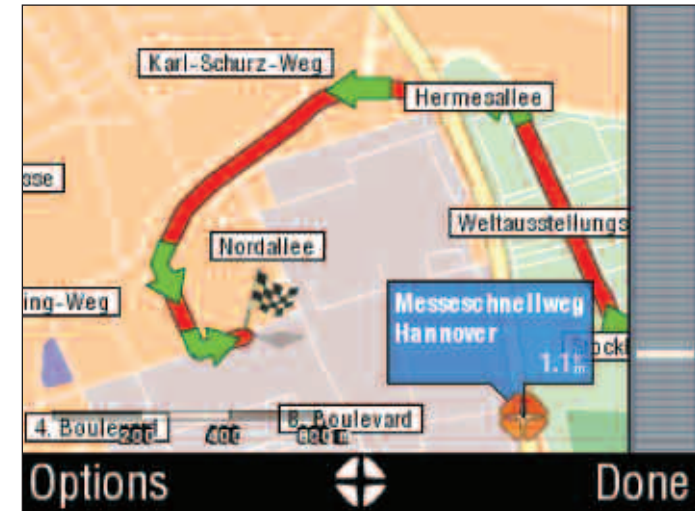 Karl-Schurz-Weg
Hermesallee
sse
Weltausstellungs
Nordallee
ing-Weg
Messeschnellweg
Hannover
1.1
4. Boulevard
8. Boulevard
200
400
600 m
Options
Done